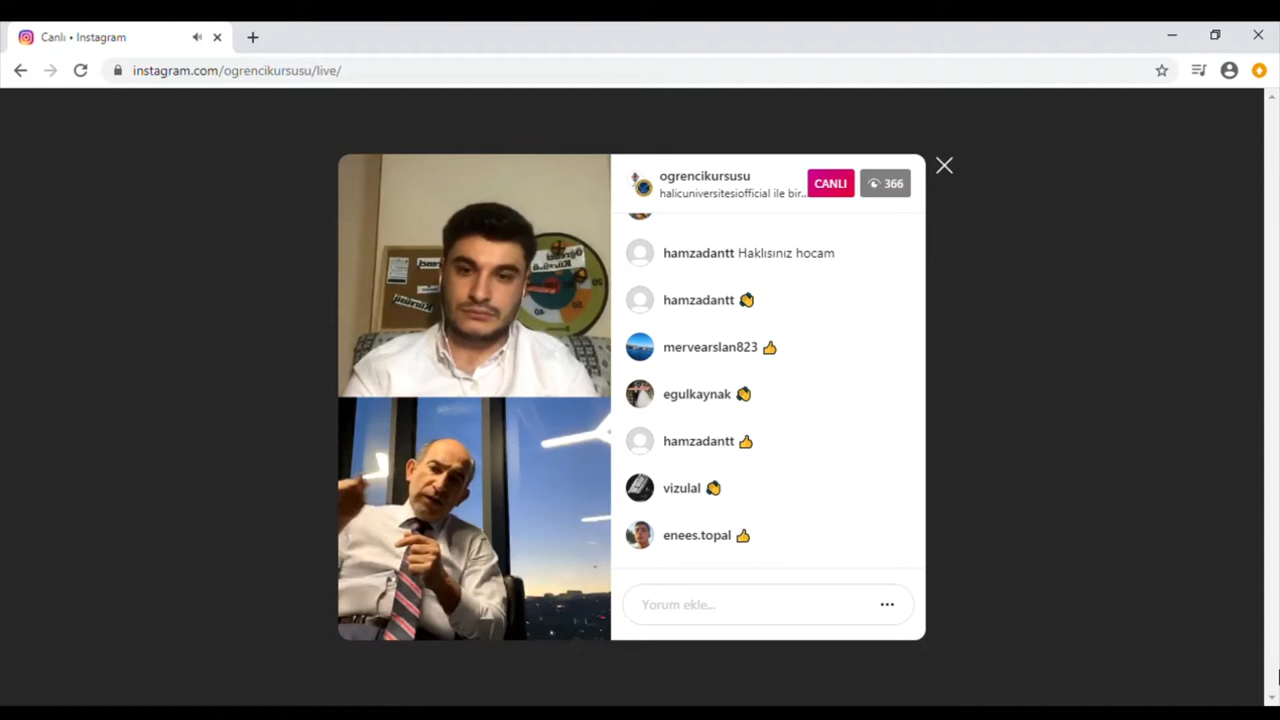 Canlı • Instagram
instagram.com/ogrencikursusu/live/
ogrencikursusu
halicuniversitesiofficial ile bir...
CANLI
366
hamzadantt Haklısınız hocam
hamzadantt
mervearslan823
egulkaynak
hamzadantt
vizulal
enees.topal
Yorum ekle...